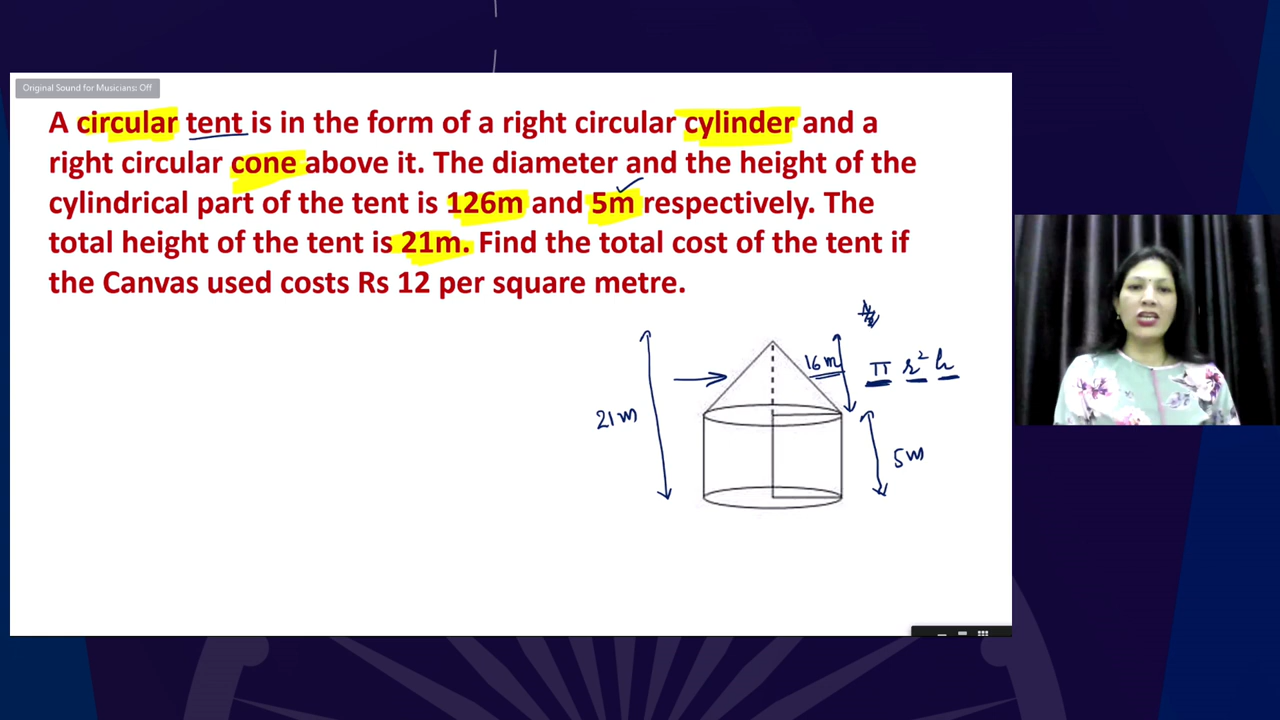 Original Sound for Musicians: Off
A circular tent is in the form of a right circular cylinder and a
right circular cone above it. The diameter and the height of the
cylindrical part of the tent is 126m and 5m respectively. The
total height of the tent is 21m. Find the total cost of the tent if
the Canvas used costs Rs 12 per square metre.
16m
π r² h
21m
5m